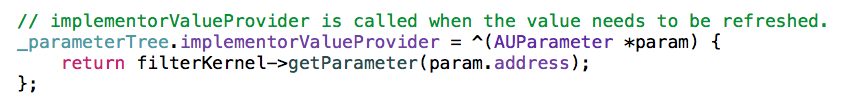 // implementorValueProvider is called when the value needs to be refreshed.
_parameterTree.implementorValueProvider = ^(AUParameter *param) {
    return filterKernel->getParameter(param.address);
};